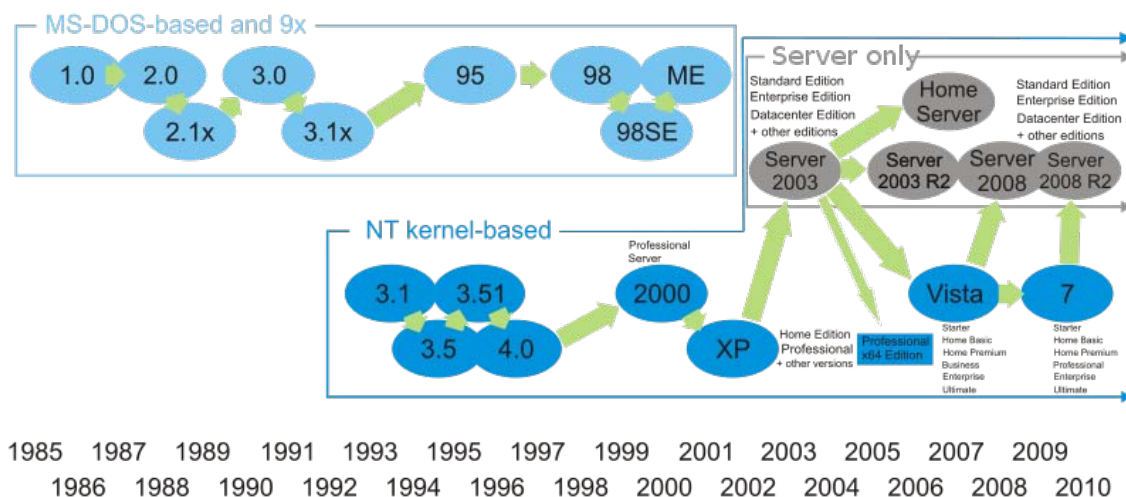 MS-DOS-based and 9x
1.0
2.0
3.0
95
98
ME
2.1x
3.1x
98SE
Server only
Standard Edition
Enterprise Edition
Datacenter Edition
+ other editions
Home
Server
Standard Edition
Enterprise Edition
Datacenter Edition
+ other editions
Server
2003
Server
2003 R2
Server
2008
Server
2008 R2
NT kernel-based
Professional
Server
3.1
3.51
2000
Vista
7
3.5
4.0
XP
Home Edition
Professional
+ other versions
Professional
x64 Edition
Starter
Home Basic
Home Premium
Business
Enterprise
Ultimate
Starter
Home Basic
Home Premium
Professional
Enterprise
Ultimate
1985 1987 1989 1991 1993 1995 1997 1999 2001 2003 2005 2007 2009
1986 1988 1990 1992 1994 1996 1998 2000 2002 2004 2006 2008 2010